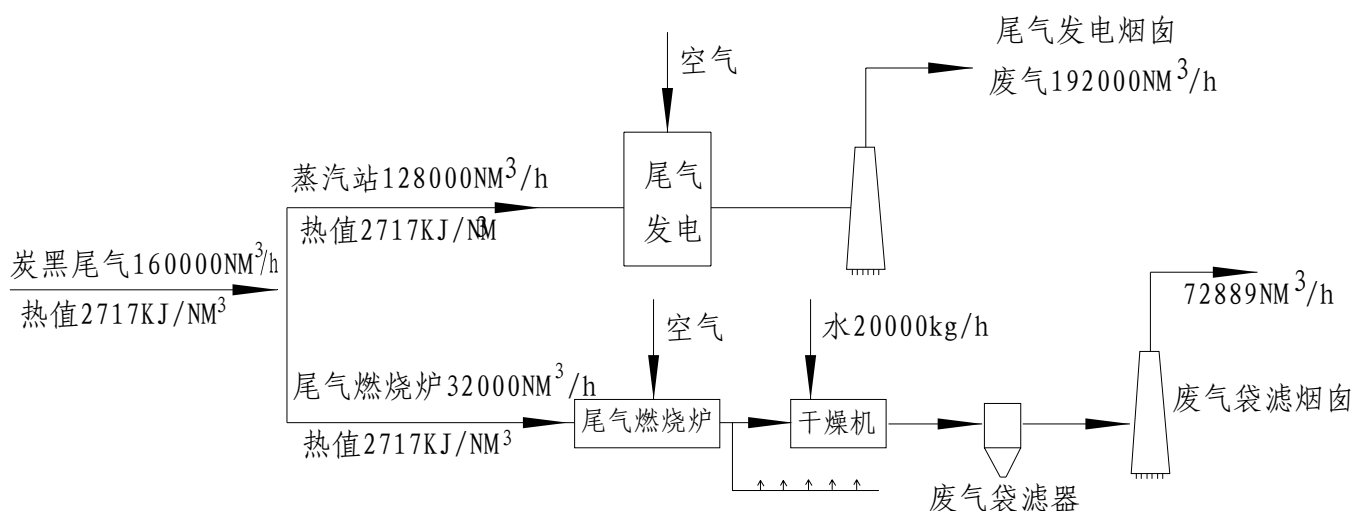 空气
尾气发电烟囱
废气192000NM³/h
蒸汽站128000NM³/h
热值2717KJ/NM³
尾气
发电
炭黑尾气160000NM³/h
热值2717KJ/NM³
72889NM³/h
空气
水20000kg/h
尾气燃烧炉32000NM³/h
热值2717KJ/NM³
尾气燃烧炉
干燥机
废气袋滤烟囱
废气袋滤器